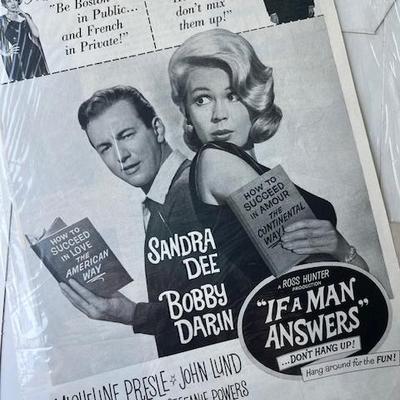 "Be Boston
in Public...
and French
in Private!"
don't mix
them up!"
HOW TO
SUCCEED
IN LOVE
THE
AMERICAN
WAY
HOW TO
SUCCEED
IN AMOUR
THE
CONTINENTAL
WAY!
SANDRA
DEE
BOBBY
DARIN
A ROSS HUNTER
PRODUCTION
"IF A MAN
ANSWERS"
...DON'T HANG UP!
Hang around for the FUN!
JOHN LUND
STEFANIE POWERS